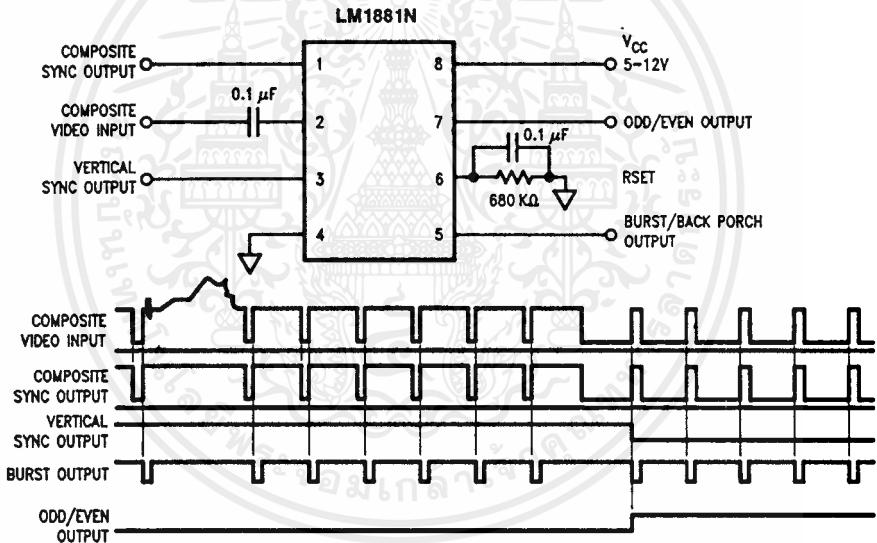 LM1881N
COMPOSITE
SYNC OUTPUT
1
8
VCC
5-12V
COMPOSITE
VIDEO INPUT
0.1 μF
2
7
ODD/EVEN OUTPUT
0.1 μF
VERTICAL
SYNC OUTPUT
3
6
680 KΩ
RSET
4
5
BURST/BACK PORCH
OUTPUT
COMPOSITE
VIDEO INPUT
COMPOSITE
SYNC OUTPUT
VERTICAL
SYNC OUTPUT
BURST OUTPUT
ODD/EVEN
OUTPUT